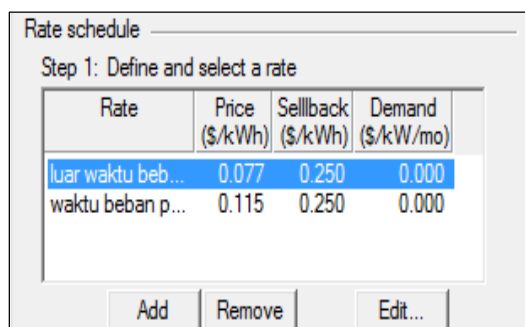 Rate schedule
Step 1: Define and select a rate
Rate Price Selllback Demand
($/kWh) ($/kWh) ($/kW/mo)
luar waktu beb... 0.077 0.250 0.000
waktu beban p... 0.115 0.250 0.000
Add Remove Edit...